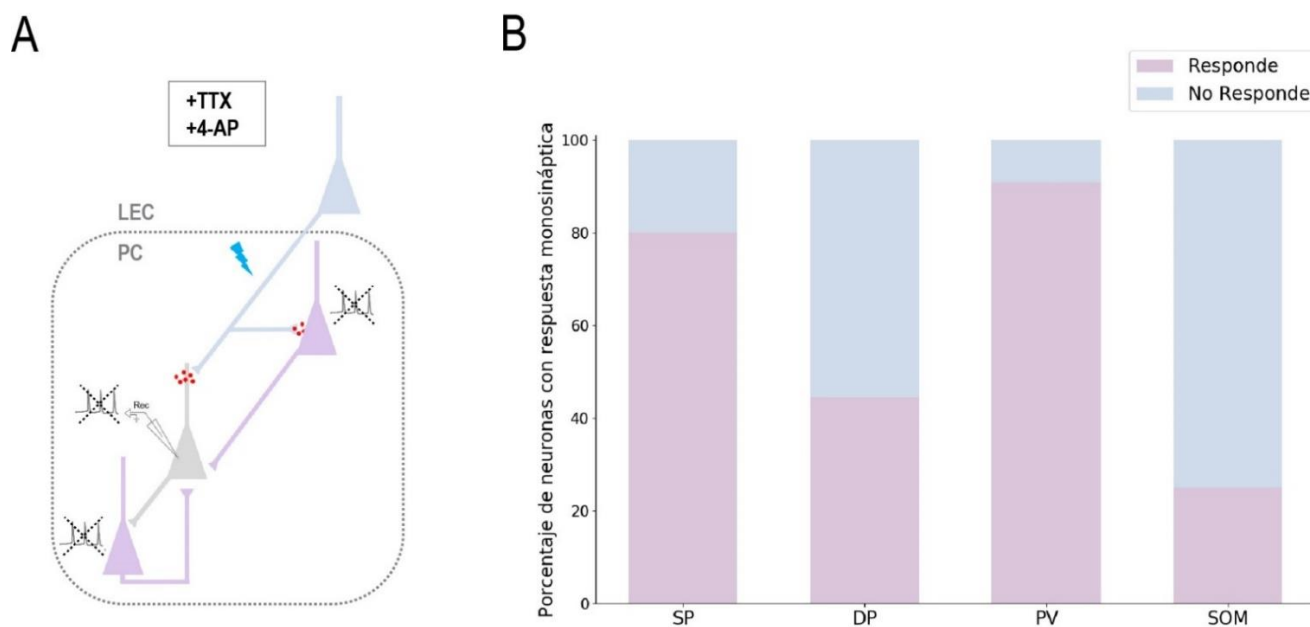 A
+TTX
+4-AP
LEC
PC
Rec
B
Responde
No Responde
Porcentaje de neuronas con respuesta monosináptica
100
80
60
40
20
0
SP DP PV SOM